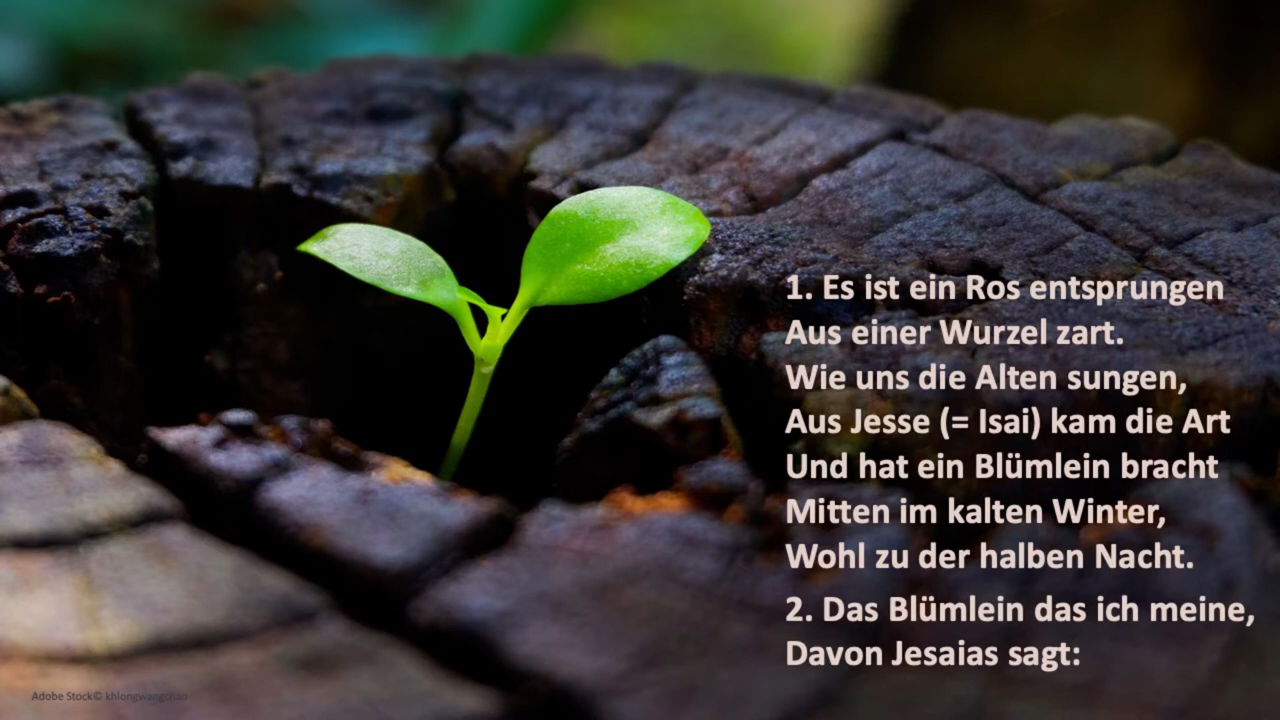 1. Es ist ein Ros entsprungen
Aus einer Wurzel zart.
Wie uns die Alten sungen,
Aus Jesse (= Isai) kam die Art
Und hat ein Blümlein bracht
Mitten im kalten Winter,
Wohl zu der halben Nacht.
2. Das Blümlein das ich meine,
Davon Jesaias sagt:
Adobe Stock© khlongwangchao